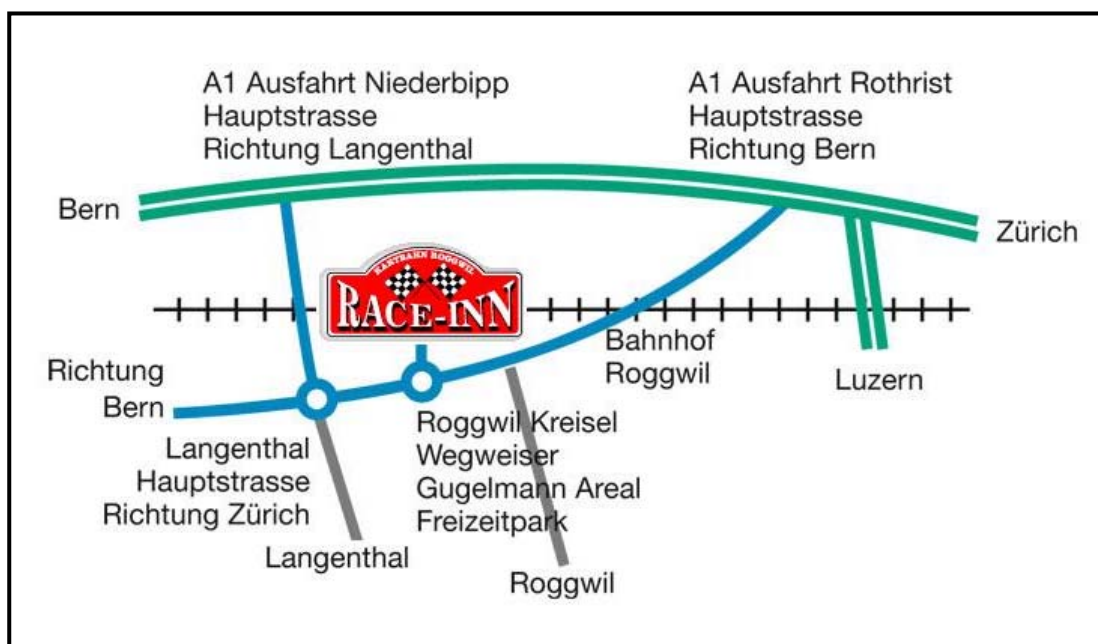 A1 Ausfahrt Niederbipp
Hauptstrasse
Richtung Langenthal
A1 Ausfahrt Rothrist
Hauptstrasse
Richtung Bern
Bern
Zürich
KARTBAHN ROGGWIL
RACE-INN
Bahnhof
Roggwil
Luzern
Richtung
Bern
Langenthal
Hauptstrasse
Richtung Zürich
Roggwil Kreisel
Wegweiser
Gugelmann Areal
Freizeitpark
Langenthal
Roggwil